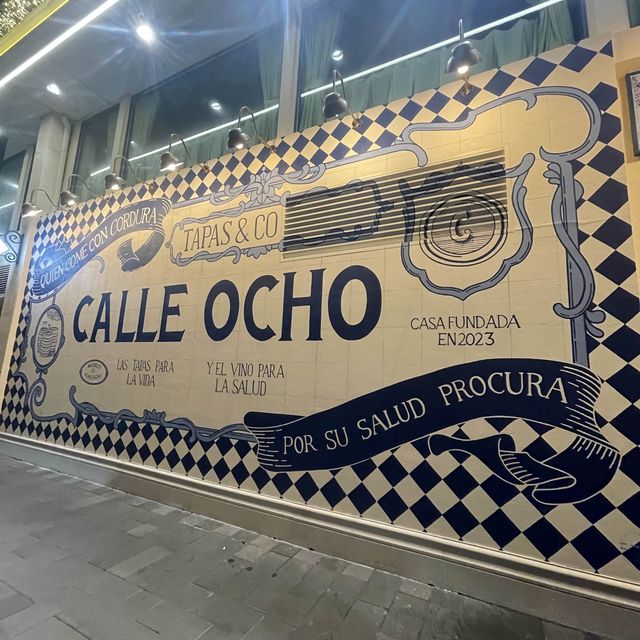 QUIEN COME CON CORDURA
TAPAS & CO
C
CALLE OCHO
CASA FUNDADA
EN 2023
LAS TAPAS PARA
LA VIDA
Y EL VINO PARA
LA SALUD
POR SU SALUD PROCURA